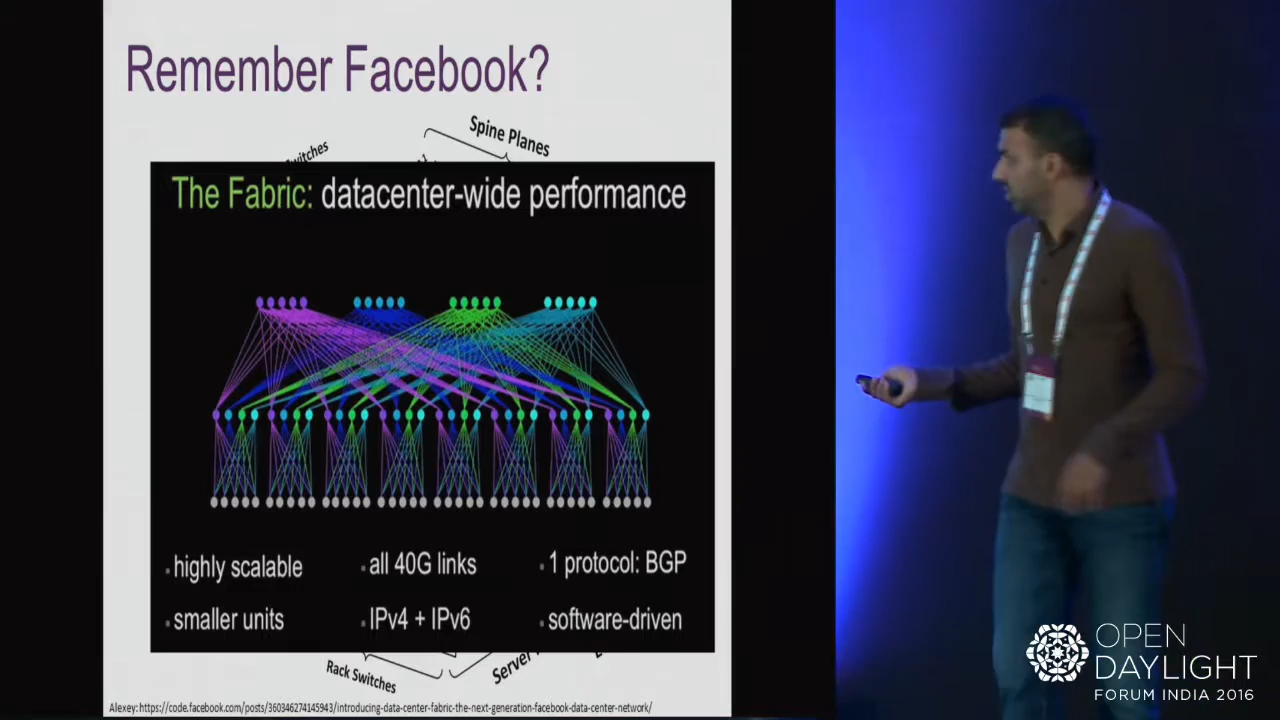 Remember Facebook?
Spine Planes
The Fabric: datacenter-wide performance
highly scalable
all 40G links
1 protocol: BGP
smaller units
IPv4 + IPv6
software-driven
Rack Switches
Alexey: https://code.facebook.com/posts/360346274145943/introducing-data-center-fabric-the-next-generation-facebook-data-center-network/
OPEN
DAYLIGHT
FORUM INDIA 2016